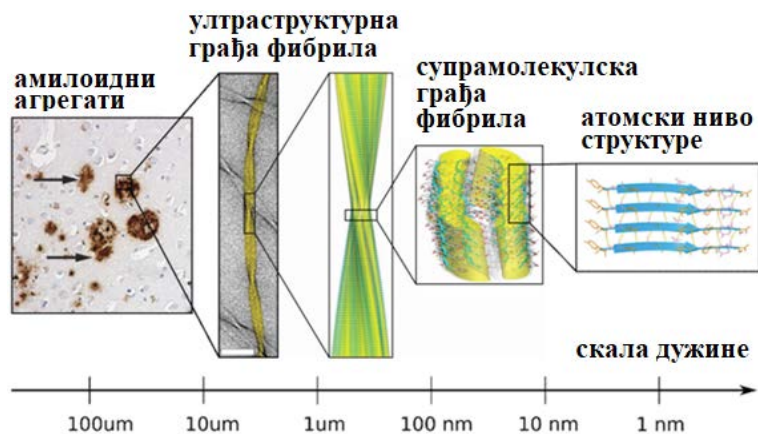 ултраструктурна
грађа фибрила
амилоидни
агрегати
супрамолекулска
грађа
фибрила
атомски ниво
структуре
скала дужине
100um
10um
1um
100 nm
10 nm
1 nm